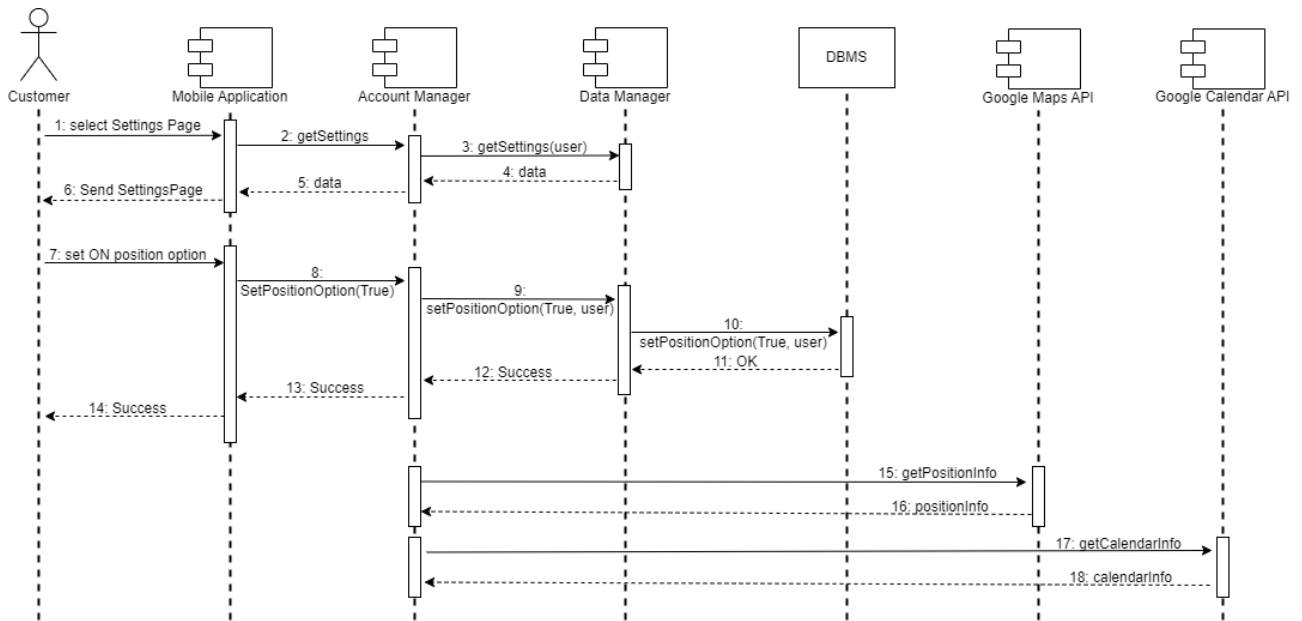 DBMS
Customer
Mobile Application
Account Manager
Data Manager
Google Maps API
Google Calendar API
1: select Settings Page
2: getSettings
3: getSettings(user)
4: data
5: data
6: Send SettingsPage
7: set ON position option
8:
SetPositionOption(True)
9:
setPositionOption(True, user)
10:
setPositionOption(True, user)
11: OK
12: Success
13: Success
14: Success
15: getPositionInfo
16: positionInfo
17: getCalendarInfo
18: calendarInfo